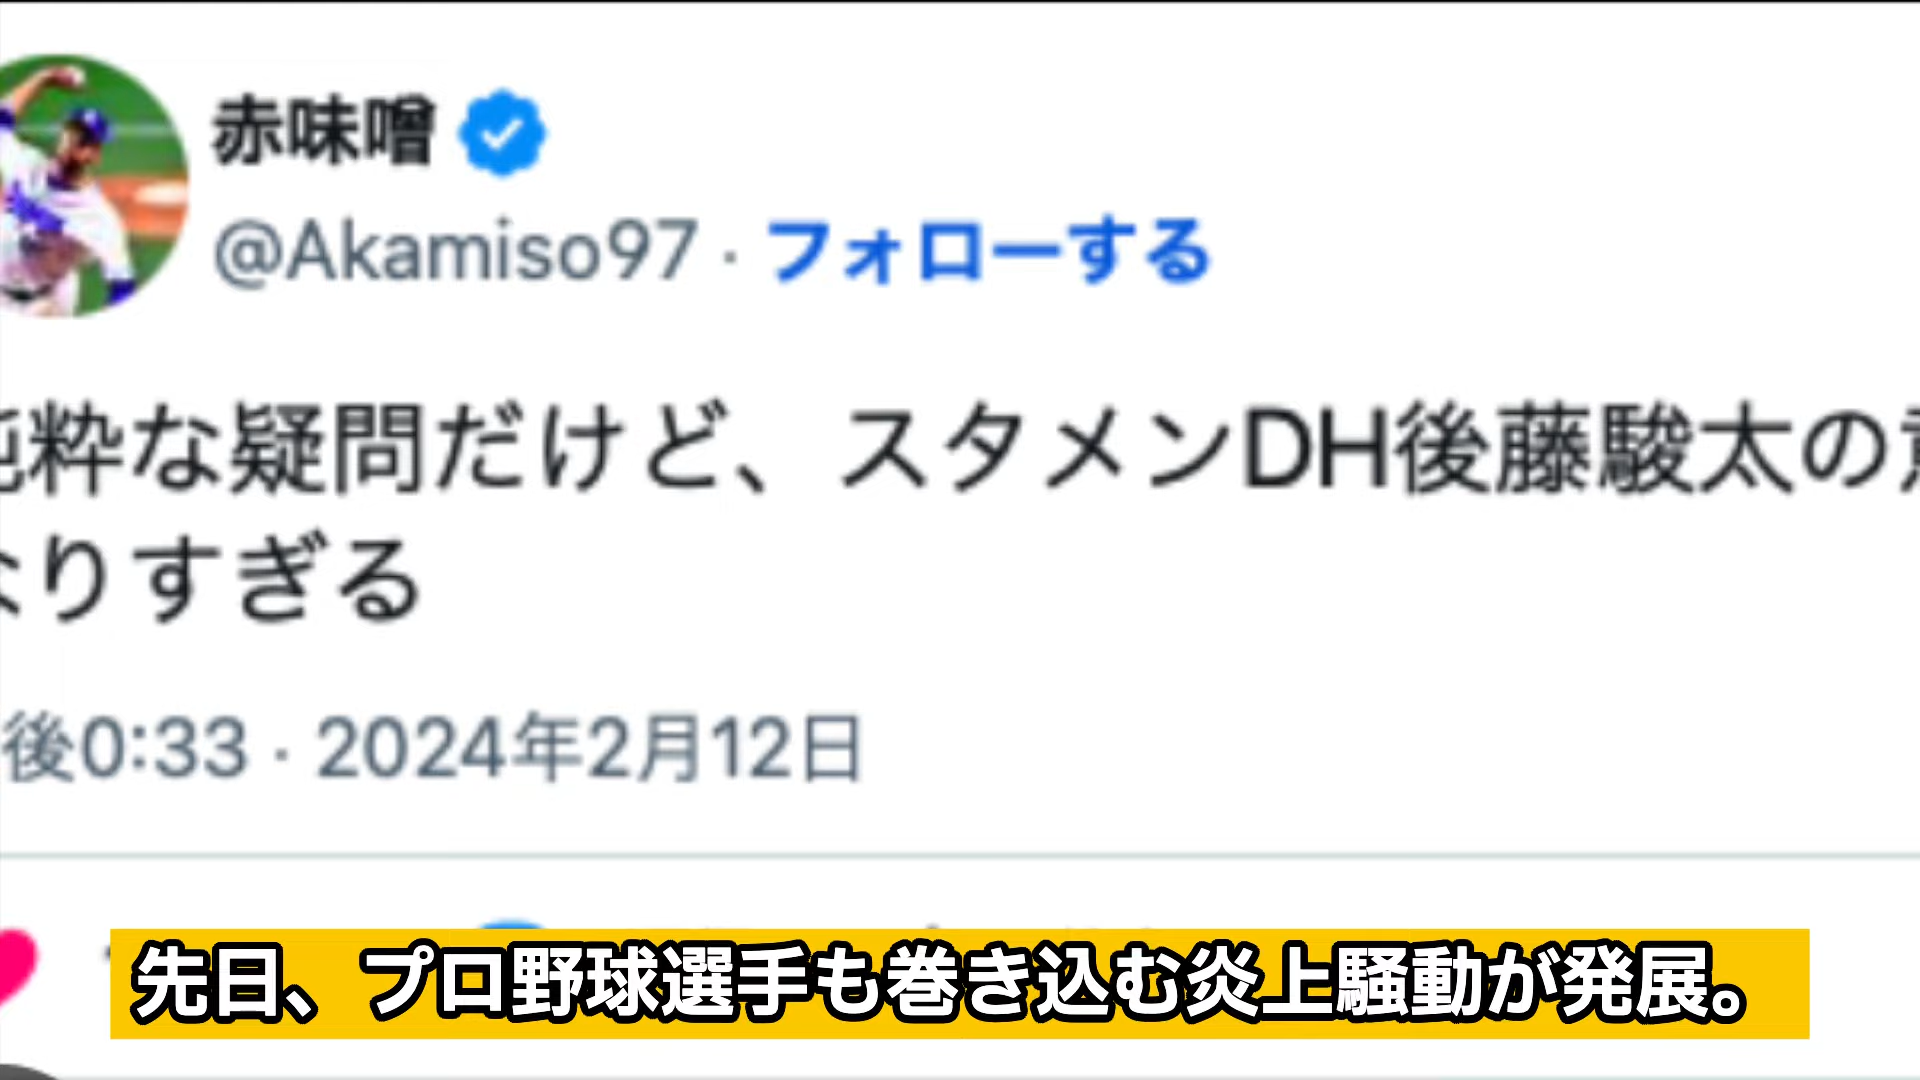 赤味噌
@Akamiso97 · フォローする
粋な疑問だけど、スタメンDH後藤駿太の
なりすぎる
後0:33 · 2024年2月12日
先日、プロ野球選手も巻き込む炎上騒動が発展。